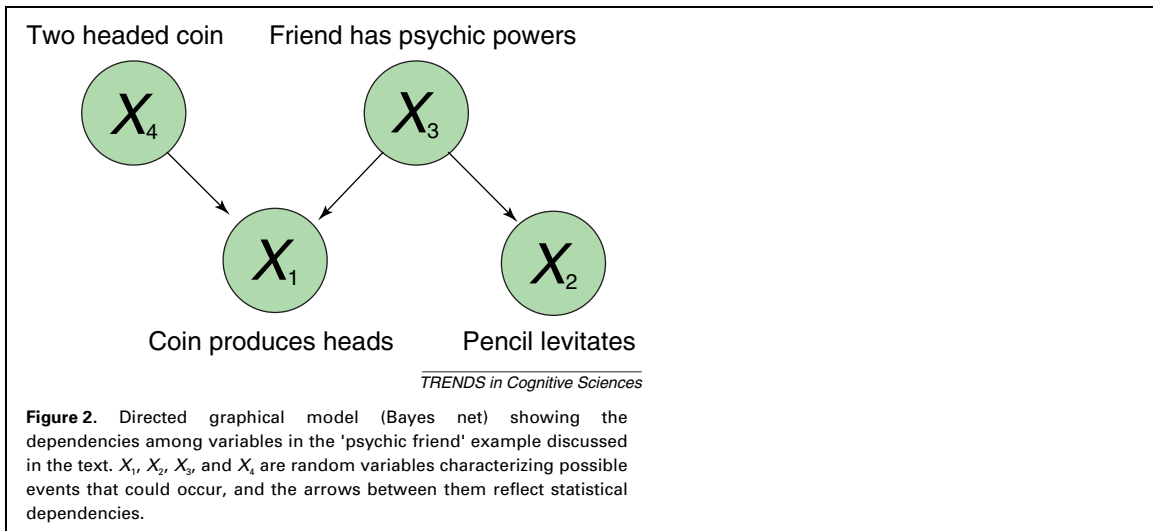 Two headed coin Friend has psychic powers
X4 X3
X1 X2
Coin produces heads Pencil levitates
TRENDS in Cognitive Sciences
Figure 2. Directed graphical model (Bayes net) showing the
dependencies among variables in the 'psychic friend' example discussed
in the text. X1, X2, X3, and X4 are random variables characterizing possible
events that could occur, and the arrows between them reflect statistical
dependencies.